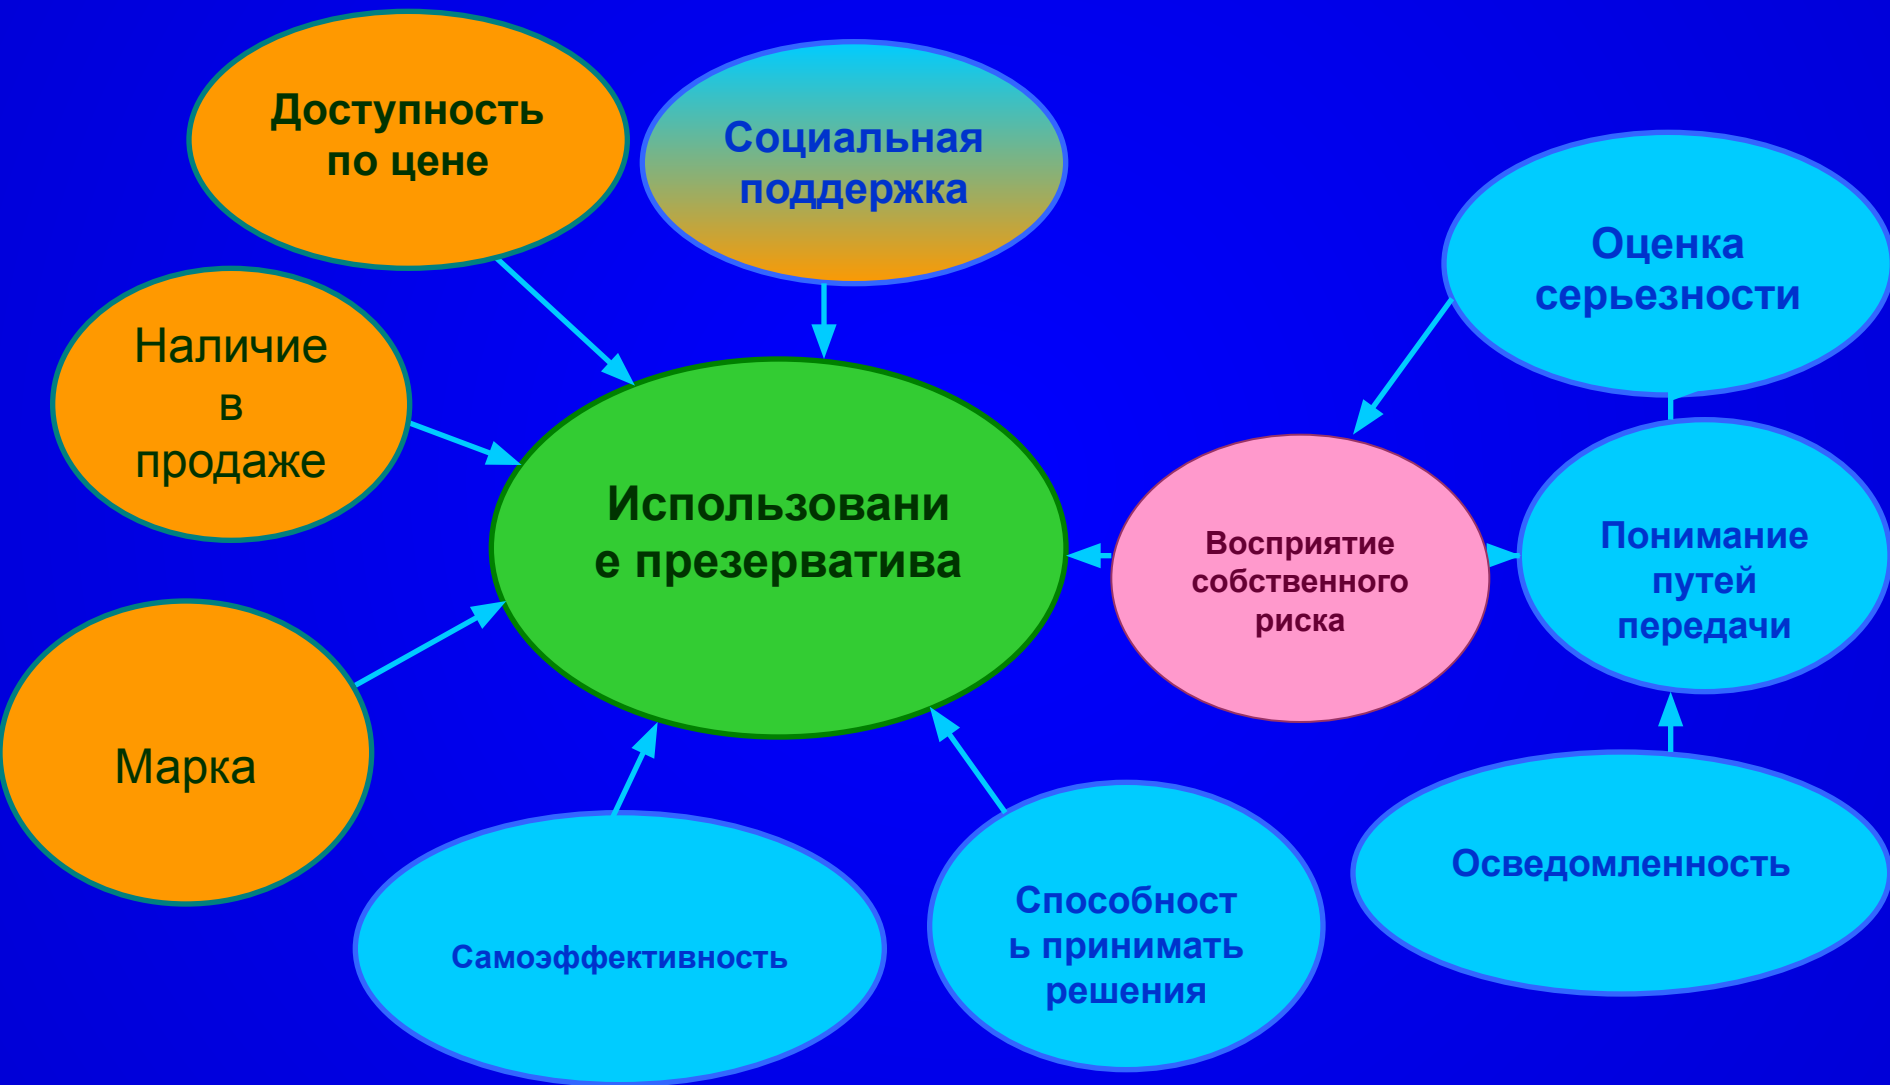 Доступность
по цене
Социальная
поддержка
Оценка
серьезности
Наличие
в
продаже
Использовани
е презерватива
Восприятие
собственного
риска
Понимание
путей
передачи
Марка
Самоэффективность
Способност
ь принимать
решения
Осведомленность